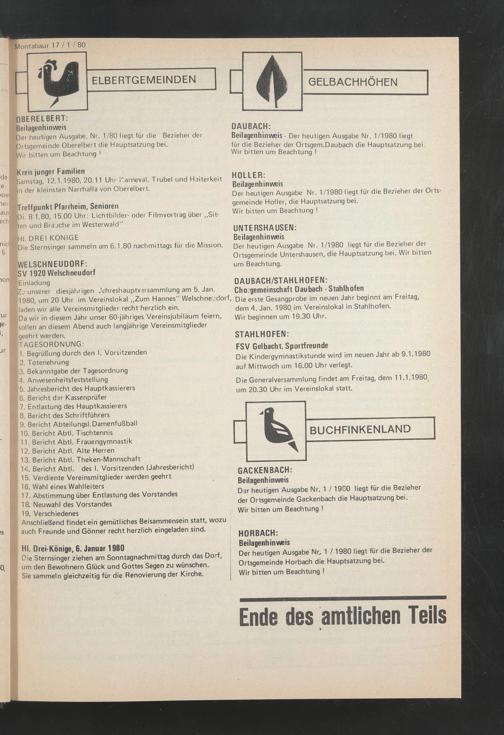 Montabaur 17 / 1 / 80
ELBERTGEMEINDEN
OBERELBERT:
Beilagenhinweis
Der heutigen Ausgabe, Nr. 1/80 liegt für die Bezieher der
Ortsgemeinde Oberelbert die Hauptsatzung bei.
Wir bitten um Beachtung !
Kreis junger Familien
Samstag, 12.1.1980, 20.11 Uhr Karneval, Trubel und Heiterkeit
in der kleinsten Narrhalla von Oberelbert.
Treffpunkt Pfarrheim, Senioren
Di. 8.1.80, 15.00 Uhr: Lichtbilder- oder Filmvortrag über „Sit-
ten und Bräuche im Westerwald"
Hl. DREI KÖNIGE
Die Sternsinger sammeln am 6.1.80 nachmittags für die Mission.
WELSCHNEUDORF:
SV 1920 Welschneudorf
Einladung
Zu unserer diesjährigen Jahreshauptversammlung am 5. Jan.
1980, um 20 Uhr im Vereinslokal „Zum Hannes" Welschneudorf,
laden wir alle Vereinsmitglieder recht herzlich ein.
Da wir in diesem Jahr unser 60-jähriges Vereinsjubiläum feiern,
sollen an diesem Abend auch langjährige Vereinsmitglieder
geehrt werden.
TAGESORDNUNG:
1. Begrüßung durch den I. Vorsitzenden
2. Totenehrung
3. Bekanntgabe der Tagesordnung
4. Anwesenheitsfeststellung
5. Jahresbericht des Hauptkassierers
6. Bericht der Kassenprüfer
7. Entlastung des Hauptkassierers
8. Bericht des Schriftführers
9. Bericht Abteilungsl. Damenfußball
10. Bericht Abtl. Tischtennis
11. Bericht Abtl. Frauengymnastik
12. Bericht Abtl. Alte Herren
13. Bericht Abtl. Theken-Mannschaft
14. Bericht Abtl. des I. Vorsitzenden (Jahresbericht)
15. Verdiente Vereinsmitglieder werden geehrt
16. Wahl eines Wahlleiters
17. Abstimmung über Entlastung des Vorstandes
18. Neuwahl des Vorstandes
19. Verschiedenes
Anschließend findet ein gemütliches Beisammensein statt, wozu
auch Freunde und Gönner recht herzlich eingeladen sind.
Hl. Drei-Könige, 6. Januar 1980
Die Sternsinger ziehen am Sonntagnachmittag durch das Dorf,
um den Bewohnern Glück und Gottes Segen zu wünschen.
Sie sammeln gleichzeitig für die Renovierung der Kirche.
GELBACHHÖHEN
DAUBACH:
Beilagenhinweis - Der heutigen Ausgabe Nr. 1/1980 liegt
für die Bezieher der Ortsgem.Daubach die Hauptsatzung bei.
Wir bitten um Beachtung !
HOLLER:
Beilagenhinweis
Der heutigen Ausgabe Nr. 1/1980 liegt für die Bezieher der Orts-
gemeinde Holler, die Hauptsatzung bei.
Wir bitten um Beachtung !
UNTERSHAUSEN:
Beilagenhinweis
Der heutigen Ausgabe Nr. 1/1980 liegt für die Bezieher der
Ortsgemeinde Untershausen, die Hauptsatzung bei. Wir bitten
um Beachtung.
DAUBACH/STAHLHOFEN:
Chorgemeinschaft Daubach - Stahlhofen
Die erste Gesangprobe im neuen Jahr beginnt am Freitag,
dem 4. Jan. 1980 im Vereinslokal in Stahlhofen.
Wir beginnen um 19.30 Uhr.
STAHLHOFEN:
FSV Gelbacht. Sportfreunde
Die Kindergymnastikstunde wird im neuen Jahr ab 9.1.1980
auf Mittwoch um 16.00 Uhr verlegt.
Die Generalversammlung findet am Freitag, dem 11.1.1980
um 20.30 Uhr im Vereinslokal statt.
BUCHFINKENLAND
GACKENBACH:
Beilagenhinweis
Der heutigen Ausgabe Nr. 1 / 1980 liegt für die Bezieher
der Ortsgemeinde Gackenbach die Hauptsatzung bei.
Wir bitten um Beachtung !
HORBACH:
Beilagenhinweis
Der heutigen Ausgabe Nr. 1 / 1980 liegt für die Bezieher der
Ortsgemeinde Horbach die Hauptsatzung bei.
Wir bitten um Beachtung !
Ende des amtlichen Teils